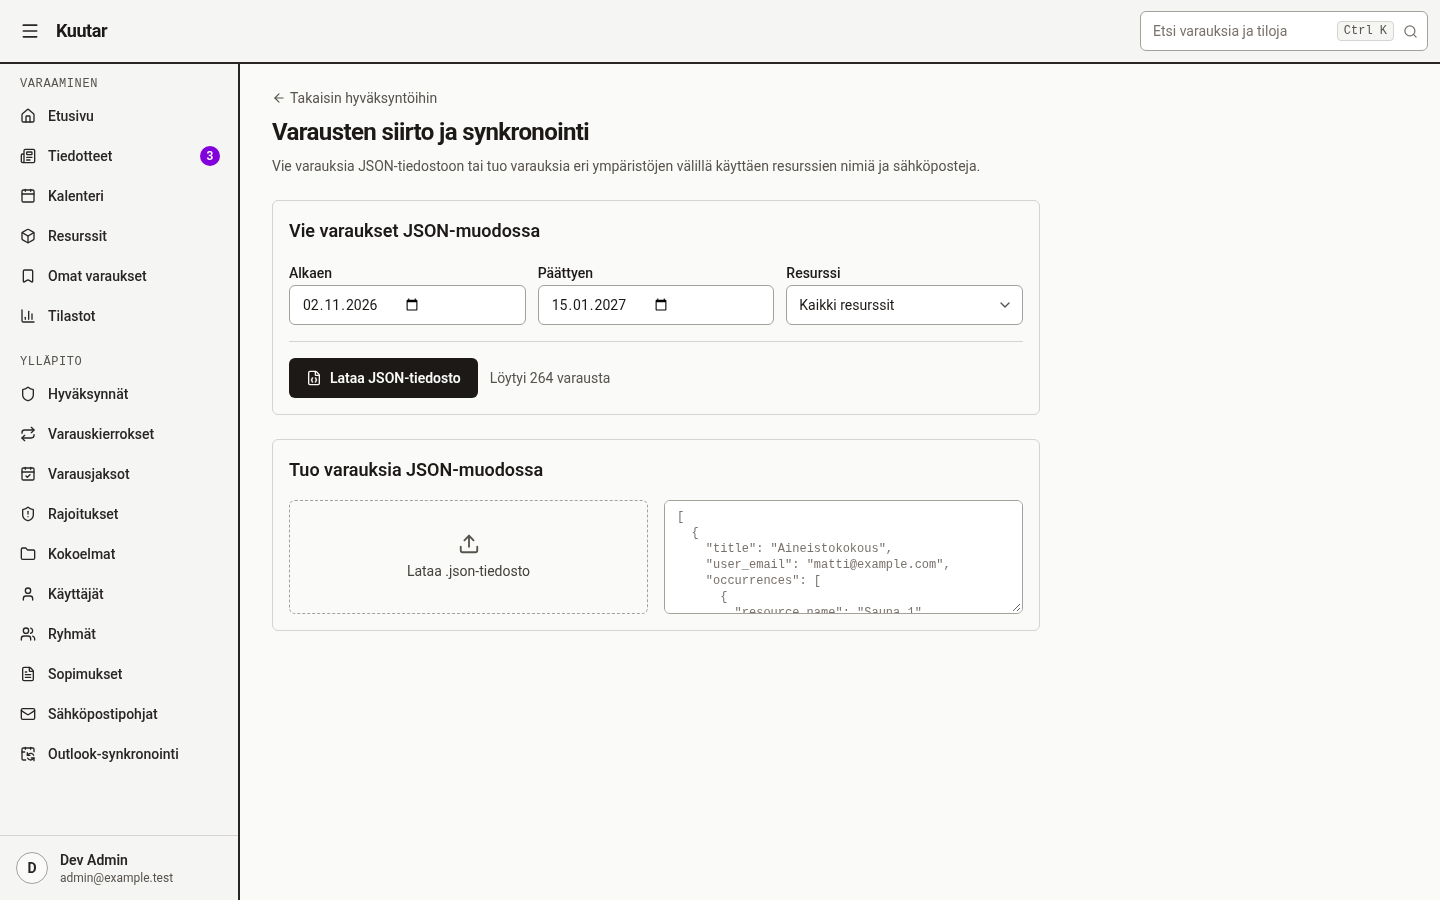 Kuutar
Etsi varauksia ja tiloja
Ctrl K
VARAAMINEN
Etusivu
Tiedotteet
3
Kalenteri
Resurssit
Omat varaukset
Tilastot
YLLÄPITO
Hyväksynnät
Varauskierrokset
Varausjaksot
Rajoitukset
Kokoelmat
Käyttäjät
Ryhmät
Sopimukset
Sähköpostipohjat
Outlook-synkronointi
D
Dev Admin
admin@example.test
Takaisin hyväksyntöihin
Varausten siirto ja synkronointi
Vie varauksia JSON-tiedostoon tai tuo varauksia eri ympäristöjen välillä käyttäen resurssien nimiä ja sähköposteja.
Vie varaukset JSON-muodossa
Alkaen
02.11.2026
Päättyen
15.01.2027
Resurssi
Kaikki resurssit
Lataa JSON-tiedosto
Löytyi 264 varausta
Tuo varauksia JSON-muodossa
Lataa .json-tiedosto
[
{
"title": "Aineistokokous",
"user_email": "matti@example.com",
"occurrences": [
{
"resource_name": "Sauna 1"